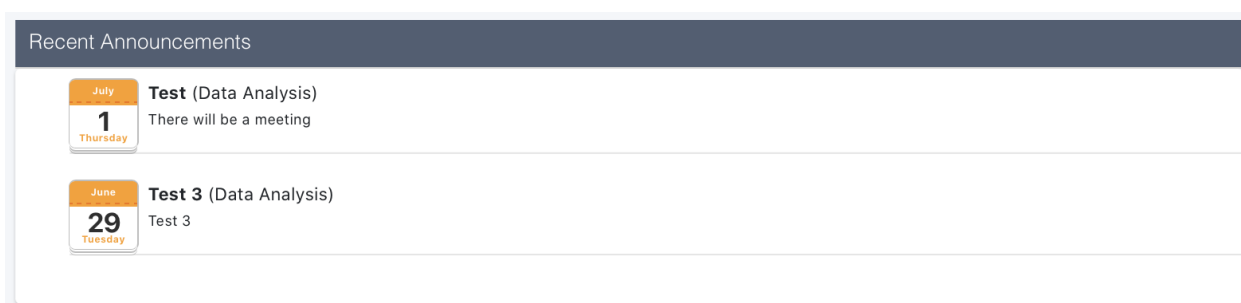 Recent Announcements
July
1
Thursday
Test (Data Analysis)
There will be a meeting
June
29
Tuesday
Test 3 (Data Analysis)
Test 3